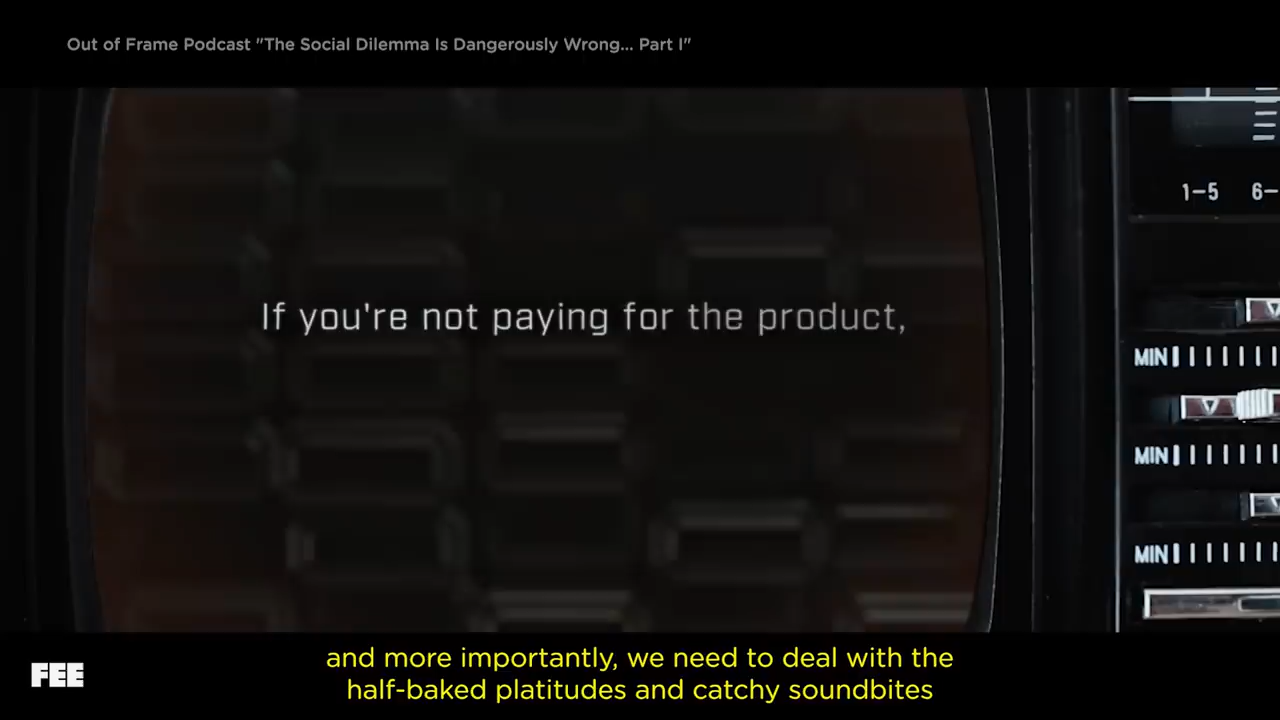 Out of Frame Podcast "The Social Dilemma Is Dangerously Wrong... Part I"
1-5 6-
If you're not paying for the product,
MIN
MIN
MIN
and more importantly, we need to deal with the
half-baked platitudes and catchy soundbites
FEE